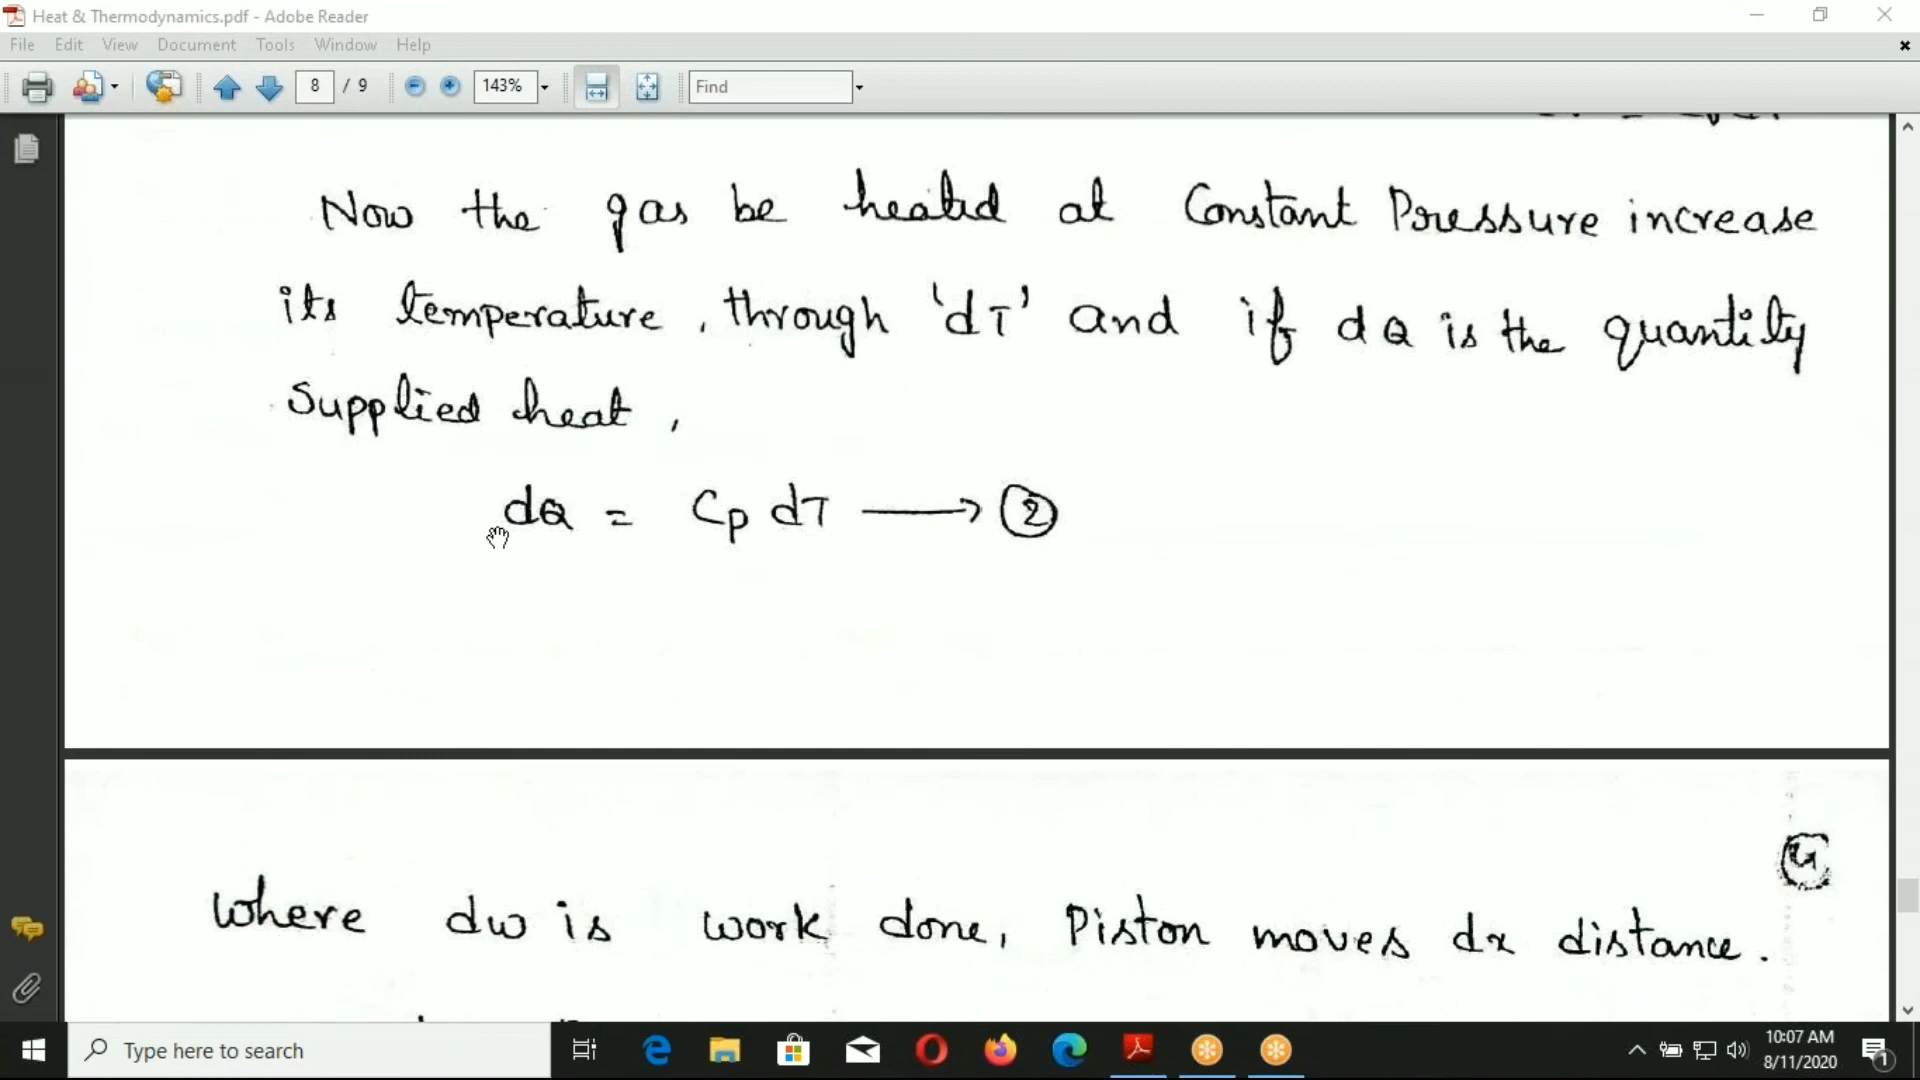 Heat & Thermodynamics.pdf - Adobe Reader
File Edit View Document Tools Window Help
8 / 9 143% Find
Now the gas be heated at Constant Pressure increase
its temperature, through 'dT' and if dQ is the quantity
Supplied heat,
dQ = Cp dT ⟶ ②
④
Where dw is work done, Piston moves dx distance.
Type here to search
10:07 AM
8/11/2020
1